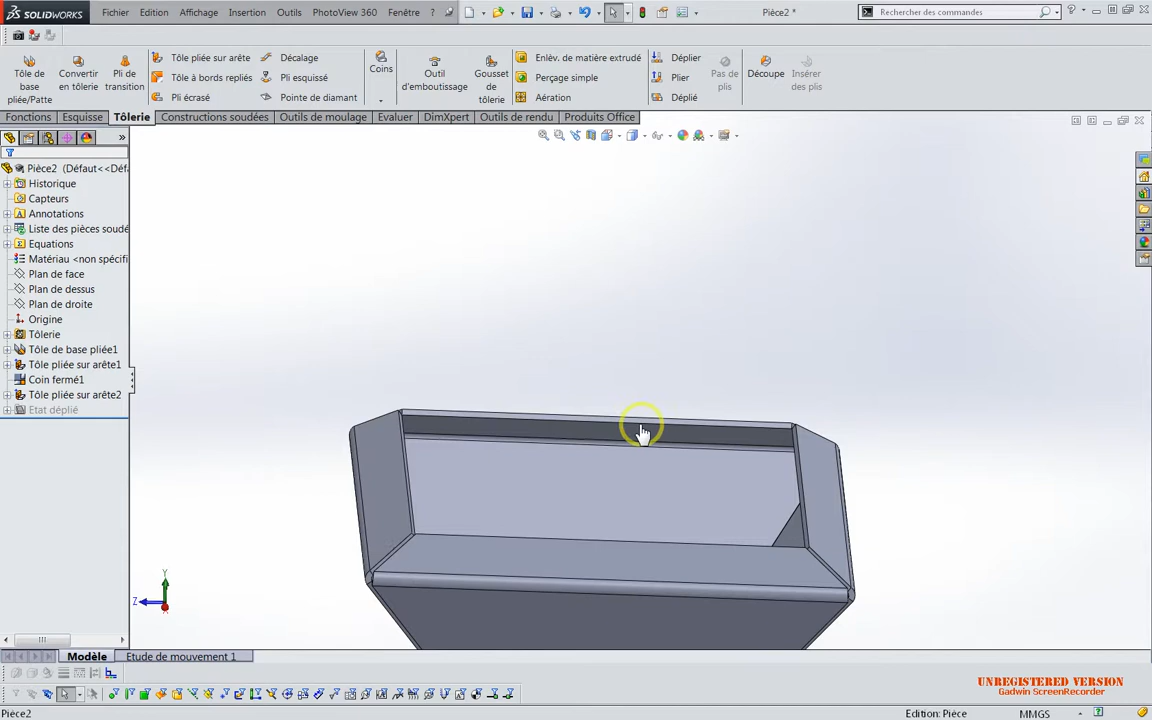 SOLIDWORKS Fichier Edition Affichage Insertion Outils PhotoView 360 Fenêtre ? Pièce2 * Rechercher des commandes
Tôle de base pliée/Patte
Convertir en tôlerie
Pli de transition
Tôle pliée sur arête
Tôle à bords repliés
Pli écrasé
Décalage
Pli esquissé
Pointe de diamant
Coins
Outil d'emboutissage
Gousset de tôlerie
Enlèv. de matière extrudé
Perçage simple
Aération
Déplier
Plier
Déplié
Pas de plis
Découpe
Insérer des plis
Fonctions Esquisse Tôlerie Constructions soudées Outils de moulage Evaluer DimXpert Outils de rendu Produits Office
Pièce2 (Défaut<<Déf
Historique
Capteurs
Annotations
Liste des pièces soudé
Equations
Matériau <non spécifi
Plan de face
Plan de dessus
Plan de droite
Origine
Tôlerie
Tôle de base pliée1
Tôle pliée sur arête1
Coin fermé1
Tôle pliée sur arête2
Etat déplié
Y
Z
Modèle Etude de mouvement 1
UNREGISTERED VERSION
Gadwin ScreenRecorder
Pièce2 Edition: Pièce MMGS